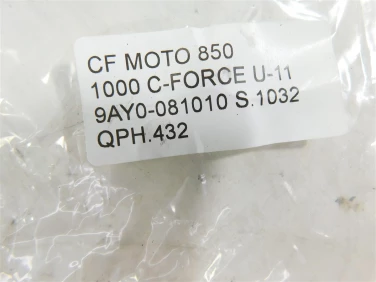 CF MOTO 850
1000 C-FORCE U-11
9AY0-081010 S.1032
QPH.432